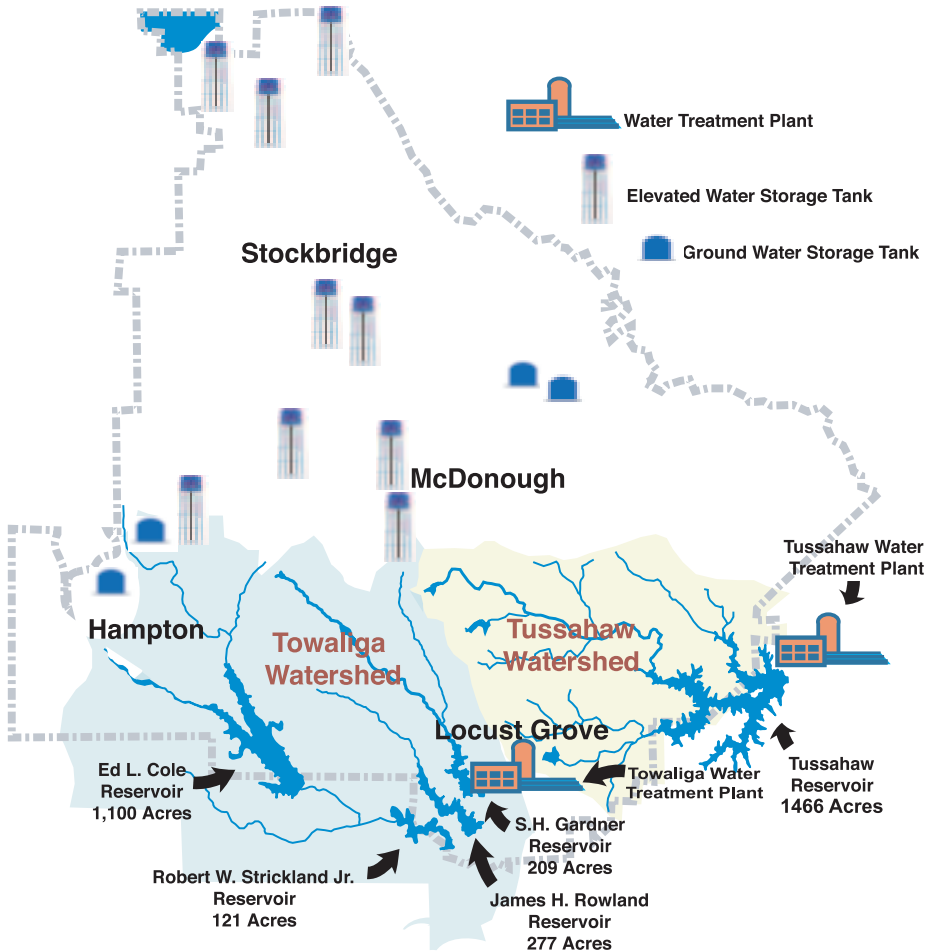 Water Treatment Plant
Elevated Water Storage Tank
Ground Water Storage Tank
Stockbridge
McDonough
Tussahaw Water
Treatment Plant
Hampton
Towaliga
Watershed
Tussahaw
Watershed
Locust Grove
Ed L. Cole
Reservoir
1,100 Acres
Towaliga Water
Treatment Plant
Tussahaw
Reservoir
1466 Acres
S.H. Gardner
Reservoir
209 Acres
Robert W. Strickland Jr.
Reservoir
121 Acres
James H. Rowland
Reservoir
277 Acres